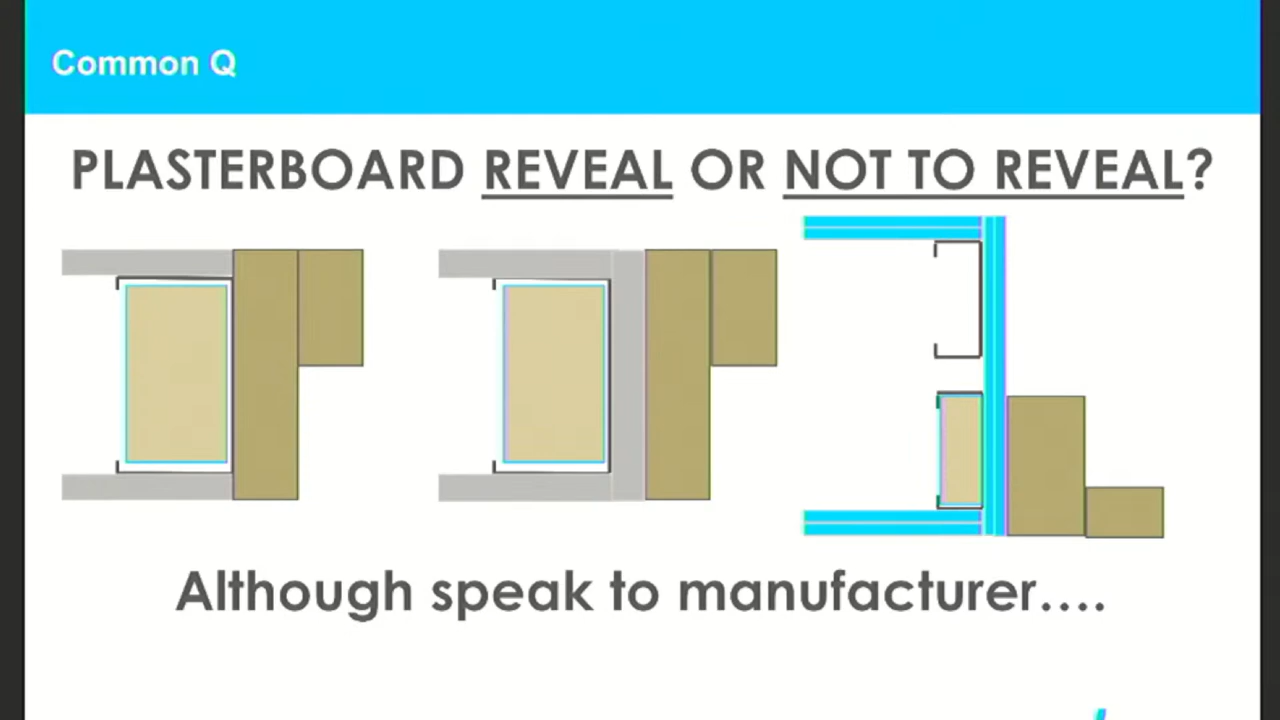 Common Q
PLASTERBOARD REVEAL OR NOT TO REVEAL?
Although speak to manufacturer....